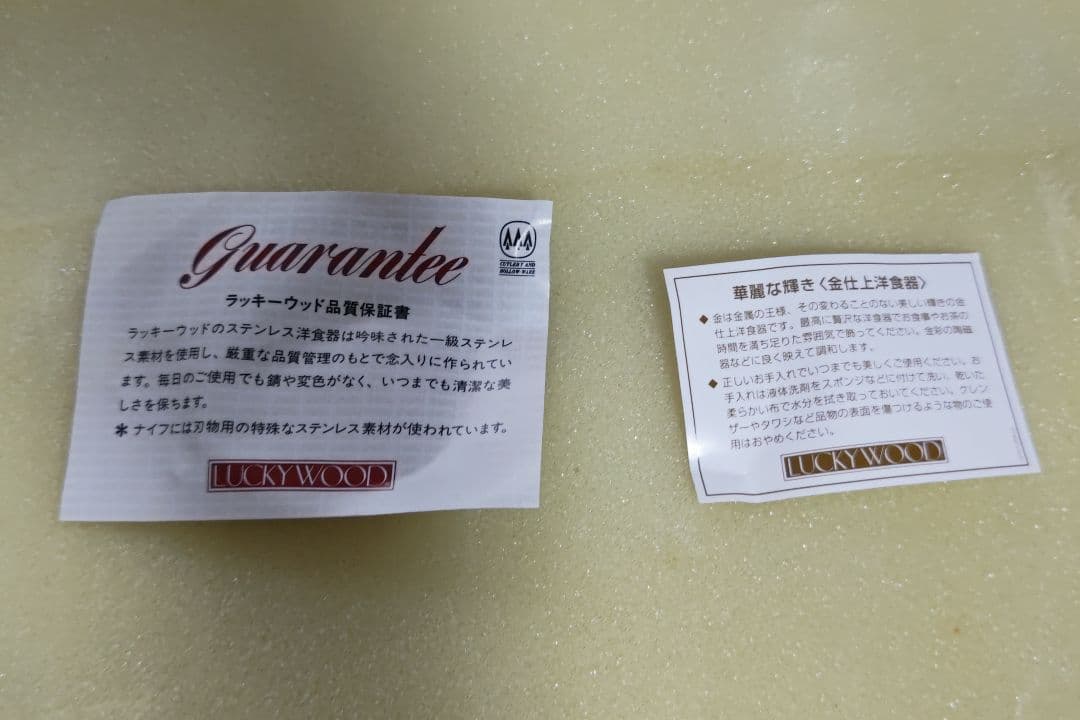 Guarantee
CUTLERY AND
HOLLOW-WARE
ラッキーウッド品質保証書
ラッキーウッドのステンレス洋食器は吟味された一級ステンレ
ス素材を使用し、厳重な品質管理のもとで念入りに作られてい
ます。毎日のご使用でも錆や変色がなく、いつまでも清潔な美
しさを保ちます。
＊ナイフには刃物用の特殊なステンレス素材が使われています。
LUCKYWOOD
華麗な輝き〈金仕上洋食器〉
◆金は金属の王様、その変わることのない美しい輝きの金
仕上洋食器です。最高に贅沢な洋食器でお食事やお茶の
時間を満ち足りた雰囲気で飾ってください。金彩の陶磁
器などに良く映えて調和します。
◆正しいお手入れでいつまでも美しくご使用ください。お
手入れは液体洗剤をスポンジなどに付けて洗い、乾いた
柔らかい布で水分を拭き取っておいてください。クレン
ザーやタワシなど品物の表面を傷つけるような物のご使
用はおやめください。
LUCKYWOOD